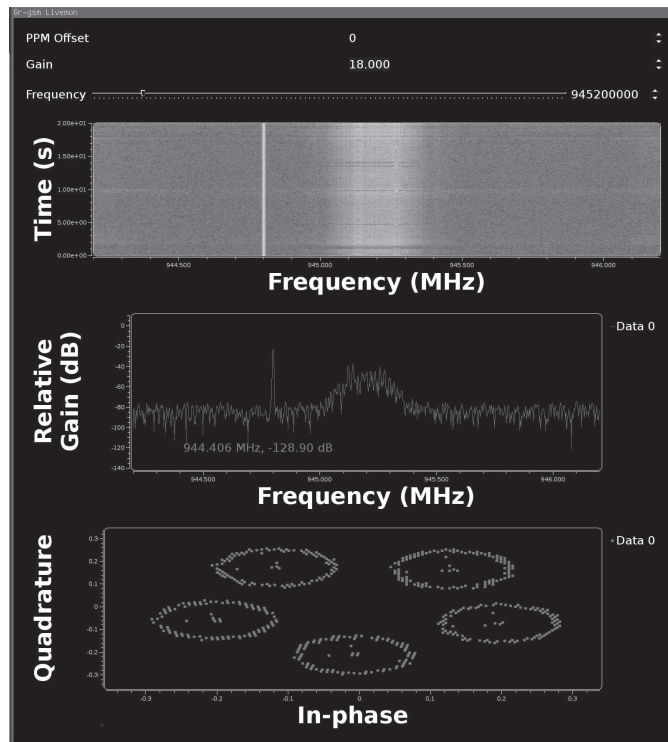 Gr-gsm Livemon
PPM Offset 0
Gain 18.000
Frequency 945200000
Time (s)
2.00e+01
1.50e+01
1.00e+01
5.00e+00
0.00e+00
944.500 945.000 945.500 946.000
Frequency (MHz)
Relative
Gain (dB)
0
-20
-40
-60
-80
-100
-120
-140
Data 0
944.406 MHz, -128.90 dB
944.500 945.000 945.500 946.000
Frequency (MHz)
Quadrature
0.3
0.2
0.1
0
-0.1
-0.2
-0.3
Data 0
-0.3 -0.2 -0.1 0 0.1 0.2 0.3
In-phase